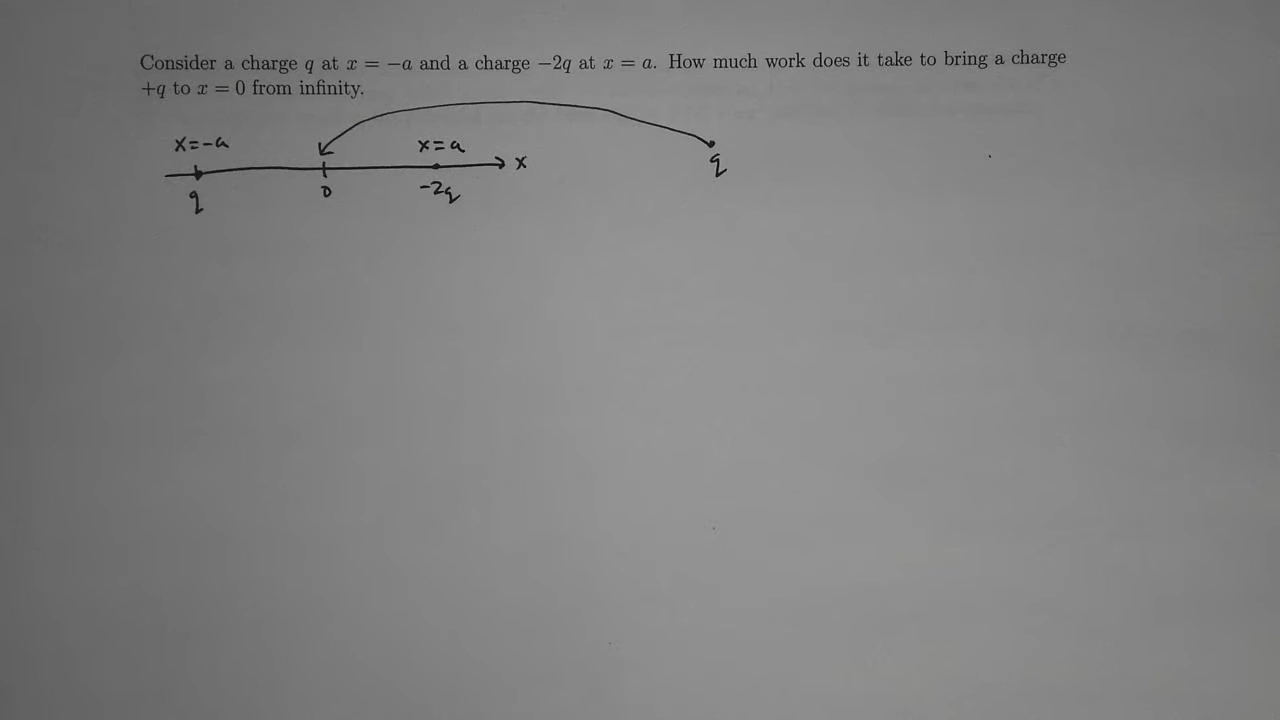 Consider a charge q at x = −a and a charge −2q at x = a. How much work does it take to bring a charge
+q to x = 0 from infinity.
x=-a x=a x
q 0 -2q q